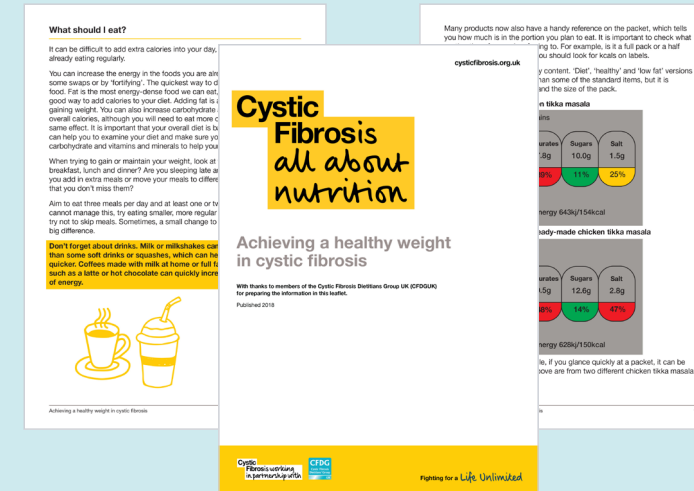 What should I eat?
It can be difficult to add extra calories into your day,
already eating regularly.
You can increase the energy in the foods you are
some swaps or by ‘fortifying’. The quickest way to
food. Fat is the most energy-dense food we can eat,
good way to add calories to your diet. Adding fat is
gaining weight. You can also increase carbohydrate
overall calories, although you will need to eat more
same effect. It is important that your overall diet is
can help you to examine your diet and make sure
carbohydrate and vitamins and minerals to help
When trying to gain or maintain your weight, look at
breakfast, lunch and dinner? Are you sleeping late
you add in extra meals or move your meals to
that you don't miss them?
Aim to eat three meals per day and at least one or
cannot manage this, try eating smaller, more regular
try not to skip meals. Sometimes, a small change to
big difference.
Don't forget about drinks. Milk or milkshakes can
than some soft drinks or squashes, which can
quicker. Coffees made with milk at home or full
such as a latte or hot chocolate can quickly
of energy.
Achieving a healthy weight in cystic fibrosis
cysticfibrosis.org.uk
Cystic
Fibrosis
all about
nutrition
Achieving a healthy weight
in cystic fibrosis
With thanks to members of the Cystic Fibrosis Dietitians Group UK (CFDGUK)
for preparing the information in this leaflet.
Published 2018
Cystic
Fibrosis working
in partnership with
CFDG
Fighting for a Life Unlimited
Many products now also have a handy reference on the packet, which tells
you how much is in the portion you plan to eat. It is important to check what
ing to. For example, is it a full pack or a half
you should look for kcals on labels.
content. ‘Diet’, ‘healthy’ and ‘low fat’ versions
than some of the standard items, but it is
and the size of the pack.
tikka masala
Sugars Salt
10.0g 1.5g
11% 25%
energy 643kj/154kcal
ready-made chicken tikka masala
Sugars Salt
12.6g 2.8g
14% 47%
energy 628kj/150kcal
if you glance quickly at a packet, it can be
above are from two different chicken tikka masala